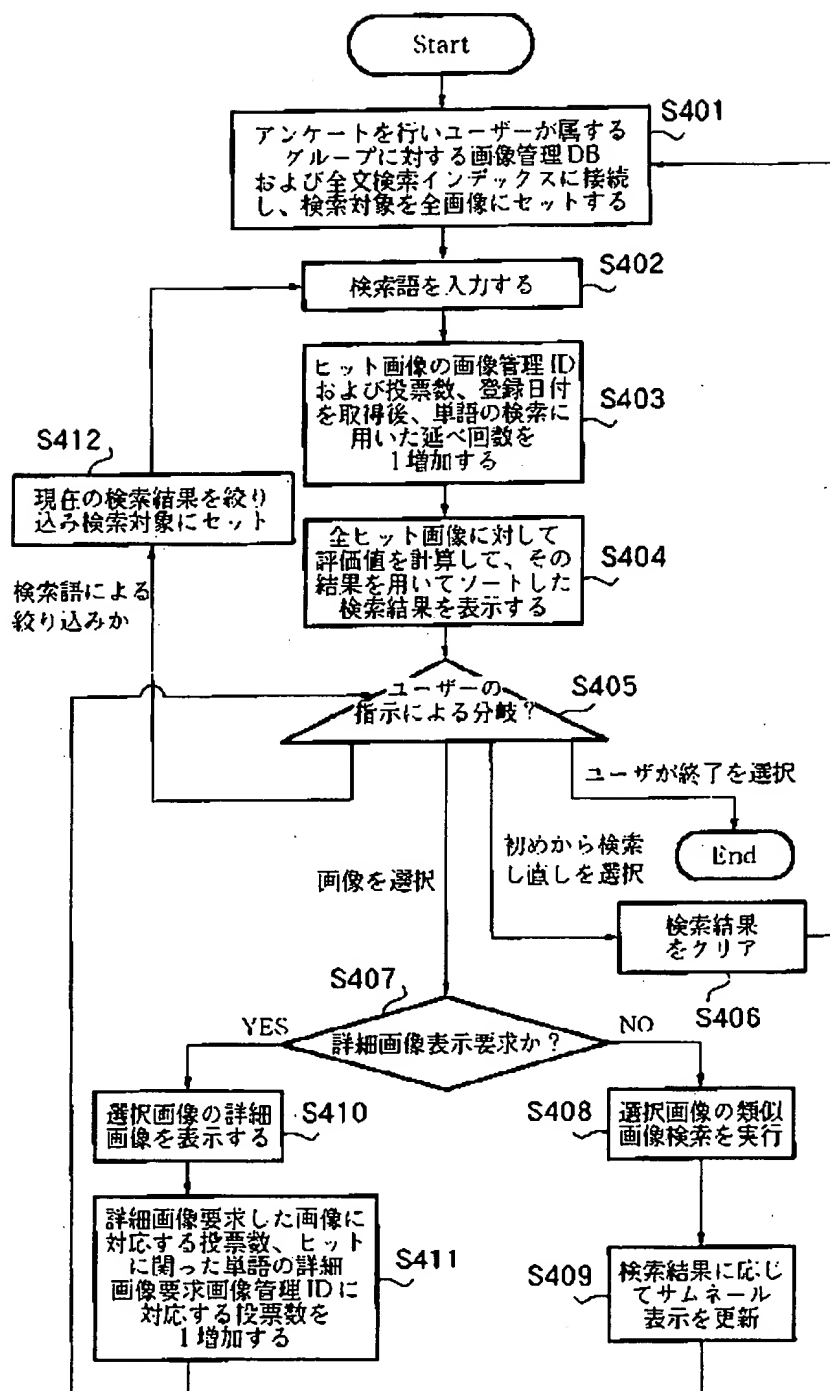 Start
S401
アンケートを行いユーザーが属する
グループに対する画像管理DB
および全文検索インデックスに接続
し、検索対象を全画像にセットする
S402
検索語を入力する
ヒット画像の画像管理ID
および投票数、登録日付
を取得後、単語の検索に
用いた延べ回数を
1増加する
S403
S412
現在の検索結果を絞り
込み検索対象にセット
全ヒット画像に対して
評価値を計算して、その
結果を用いてソートした
検索結果を表示する
S404
検索語による
絞り込みか
ユーザーの
指示による分岐?
S405
ユーザが終了を選択
End
初めから検索
し直しを選択
画像を選択
検索結果
をクリア
S406
S407
YES
詳細画像表示要求か?
NO
選択画像の詳細
画像を表示する
S410
S408
選択画像の類似
画像検索を実行
詳細画像要求した画像に
対応する投票数、ヒット
に関った単語の詳細
画像要求画像管理IDに
対応する投票数を
1増加する
S411
S409
検索結果に応じ
てサムネール
表示を更新